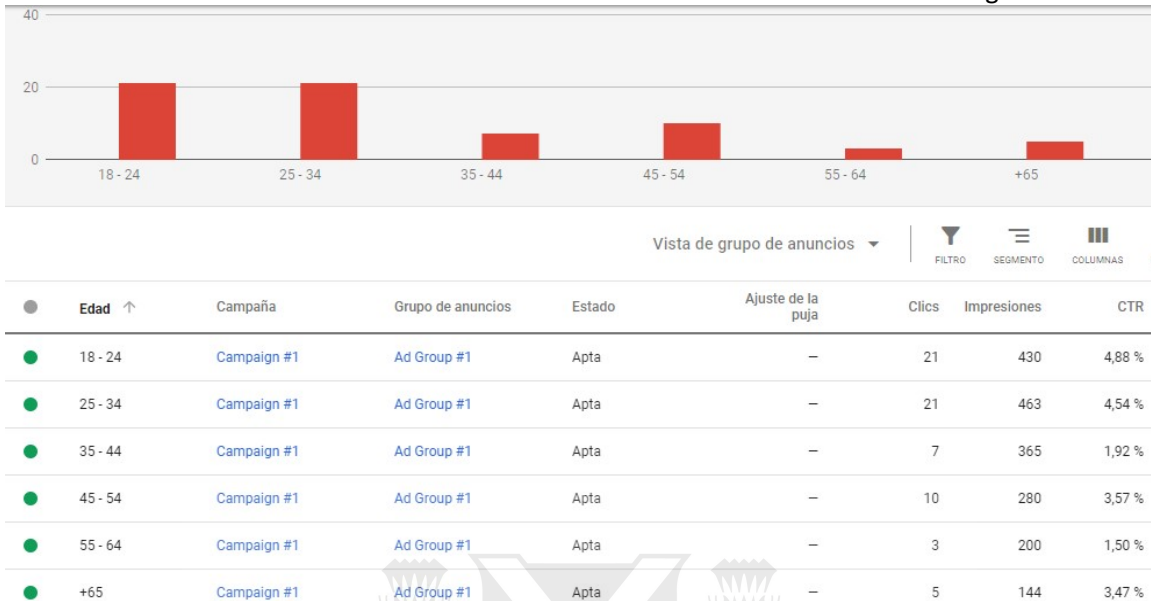 40
20
0
18 - 24 25 - 34 35 - 44 45 - 54 55 - 64 +65
Vista de grupo de anuncios FILTRO SEGMENTO COLUMNAS
Edad ↑ Campaña Grupo de anuncios Estado Ajuste de la puja Clics Impresiones CTR
18 - 24 Campaign #1 Ad Group #1 Apta — 21 430 4,88 %
25 - 34 Campaign #1 Ad Group #1 Apta — 21 463 4,54 %
35 - 44 Campaign #1 Ad Group #1 Apta — 7 365 1,92 %
45 - 54 Campaign #1 Ad Group #1 Apta — 10 280 3,57 %
55 - 64 Campaign #1 Ad Group #1 Apta — 3 200 1,50 %
+65 Campaign #1 Ad Group #1 Apta — 5 144 3,47 %